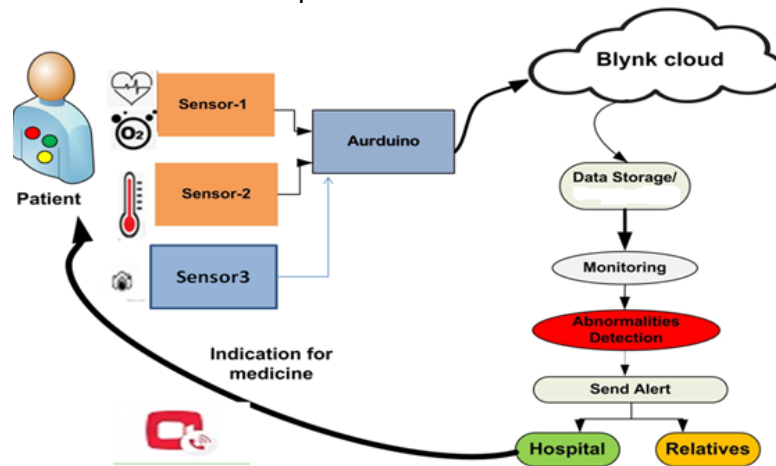 Blynk cloud
Sensor-1
O2
Aurduino
Patient
Sensor-2
Data Storage/
Sensor3
Monitoring
Abnormalities
Detection
Indication for
medicine
Send Alert
Hospital
Relatives